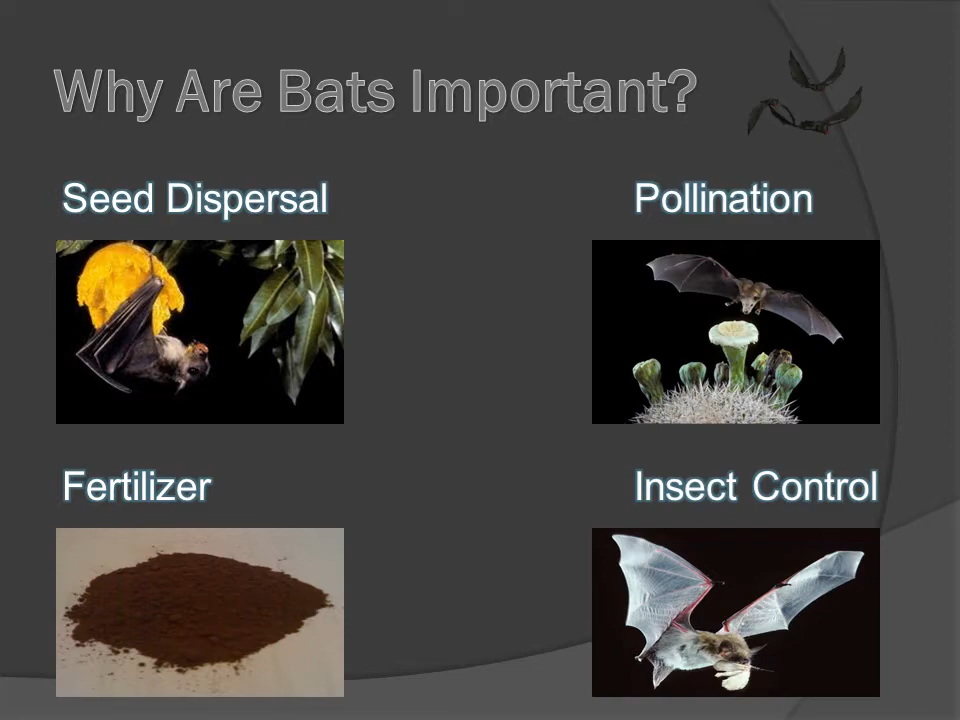 Why Are Bats Important?
Seed Dispersal
Pollination
Fertilizer
Insect Control